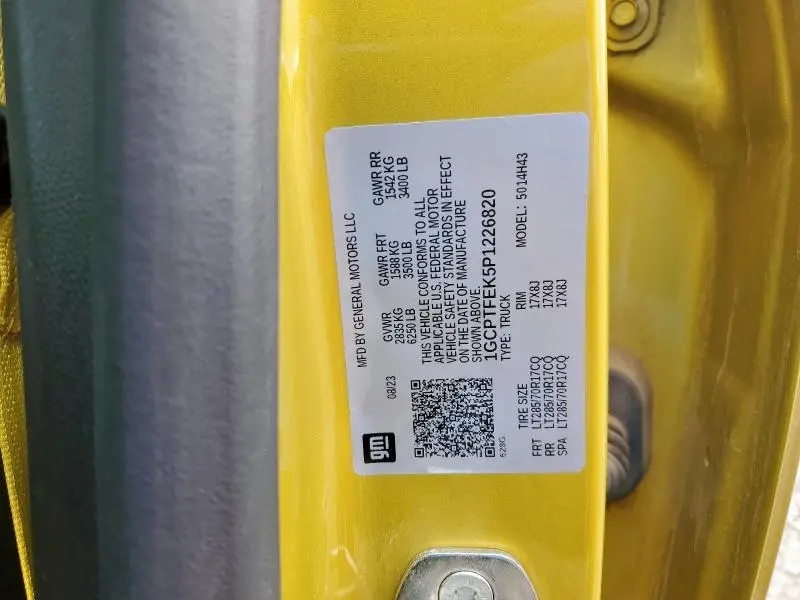 gm
08/23
MFD BY GENERAL MOTORS LLC
GVWR GAWR FRT GAWR RR
2835 KG 1588 KG 1542 KG
6250 LB 3500 LB 3400 LB
THIS VEHICLE CONFORMS TO ALL
APPLICABLE U.S. FEDERAL MOTOR
VEHICLE SAFETY STANDARDS IN EFFECT
ON THE DATE OF MANUFACTURE
SHOWN ABOVE.
1GCPTFEK5P1226820
TYPE: TRUCK MODEL: 5014H43
628G
TIRE SIZE RIM
FRT LT285/70R17CQ 17X8J
RR LT285/70R17CQ 17X8J
SPA LT285/70R17CQ 17X8J